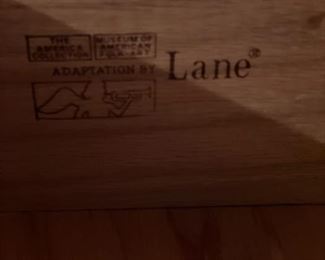 THE
AMERICA
COLLECTION
MUSEUM OF
AMERICAN
FOLK ART
ADAPTATION BY Lane®